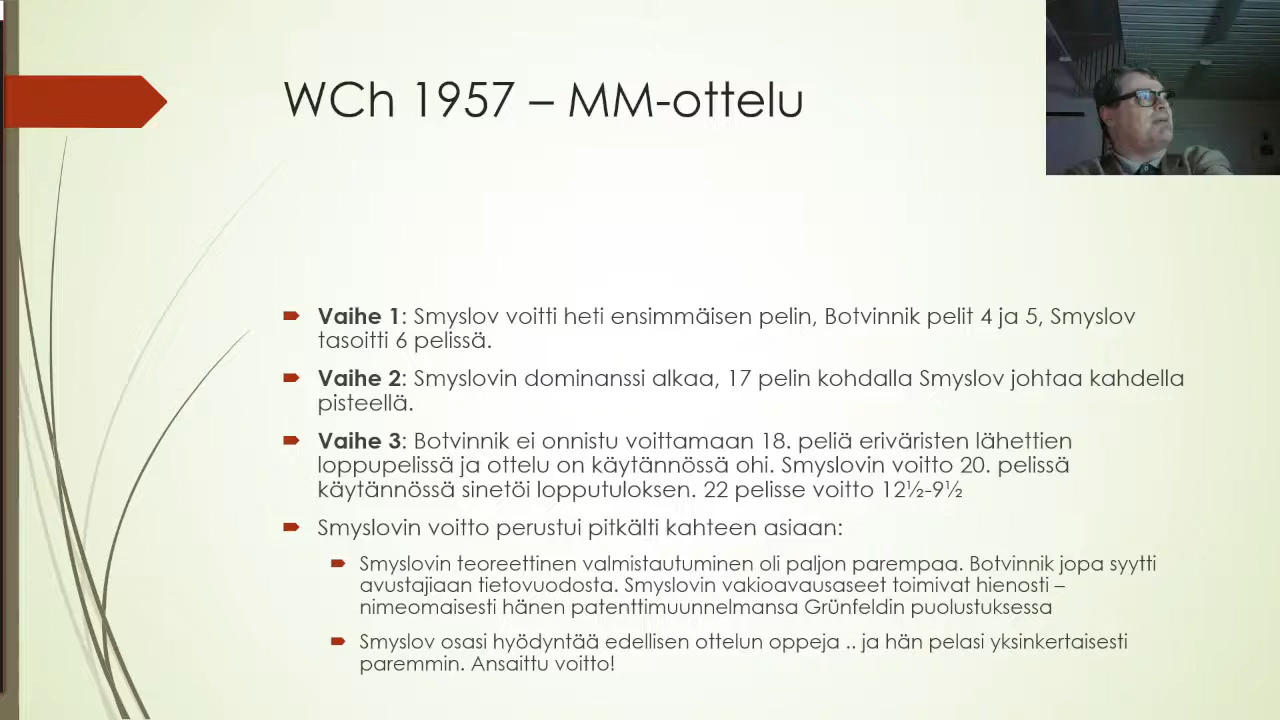 WCh 1957 – MM-ottelu
Vaihe 1: Smyslov voitti heti ensimmäisen pelin, Botvinnik pelit 4 ja 5, Smyslov
tasoitti 6 pelissä.
Vaihe 2: Smyslovin dominanssi alkaa, 17 pelin kohdalla Smyslov johtaa kahdella
pisteellä.
Vaihe 3: Botvinnik ei onnistu voittamaan 18. peliä eriväristen lähettien
loppupelissä ja ottelu on käytännössä ohi. Smyslovin voitto 20. pelissä
käytännössä sinetöi lopputuloksen. 22 pelisse voitto 12½-9½
Smyslovin voitto perustui pitkälti kahteen asiaan:
Smyslovin teoreettinen valmistautuminen oli paljon parempaa. Botvinnik jopa syytti
avustajiaan tietovuodosta. Smyslovin vakioavausaseet toimivat hienosti –
nimeomaisesti hänen patenttimuunnelmansa Grünfeldin puolustuksessa
Smyslov osasi hyödyntää edellisen ottelun oppeja .. ja hän pelasi yksinkertaisesti
paremmin. Ansaittu voitto!